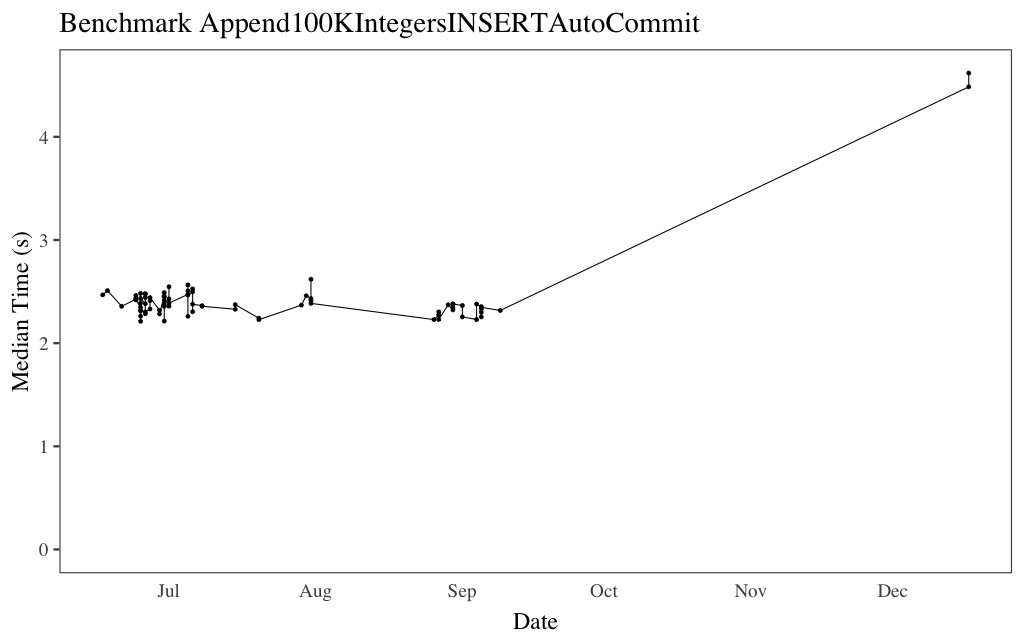 Benchmark Append100KIntegersINSERTAutoCommit
Median Time (s)
4
3
2
1
0
Jul Aug Sep Oct Nov Dec
Date